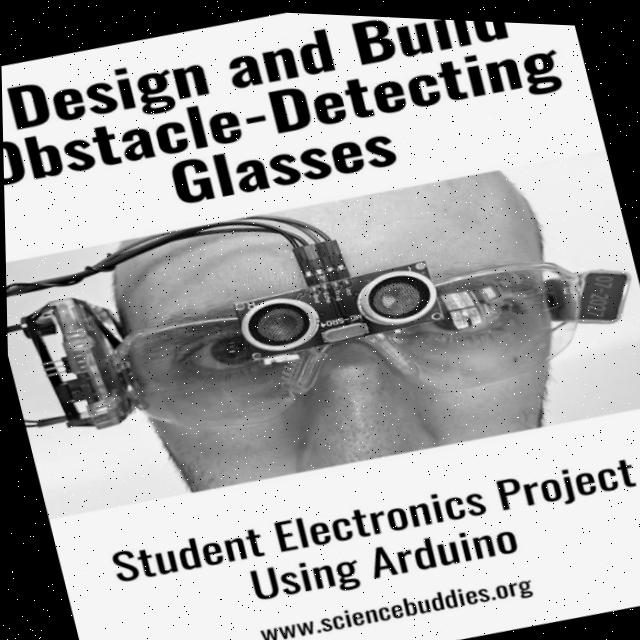 Design and Build
Obstacle-Detecting
Glasses
Student Electronics Project
Using Arduino
www.sciencebuddies.org